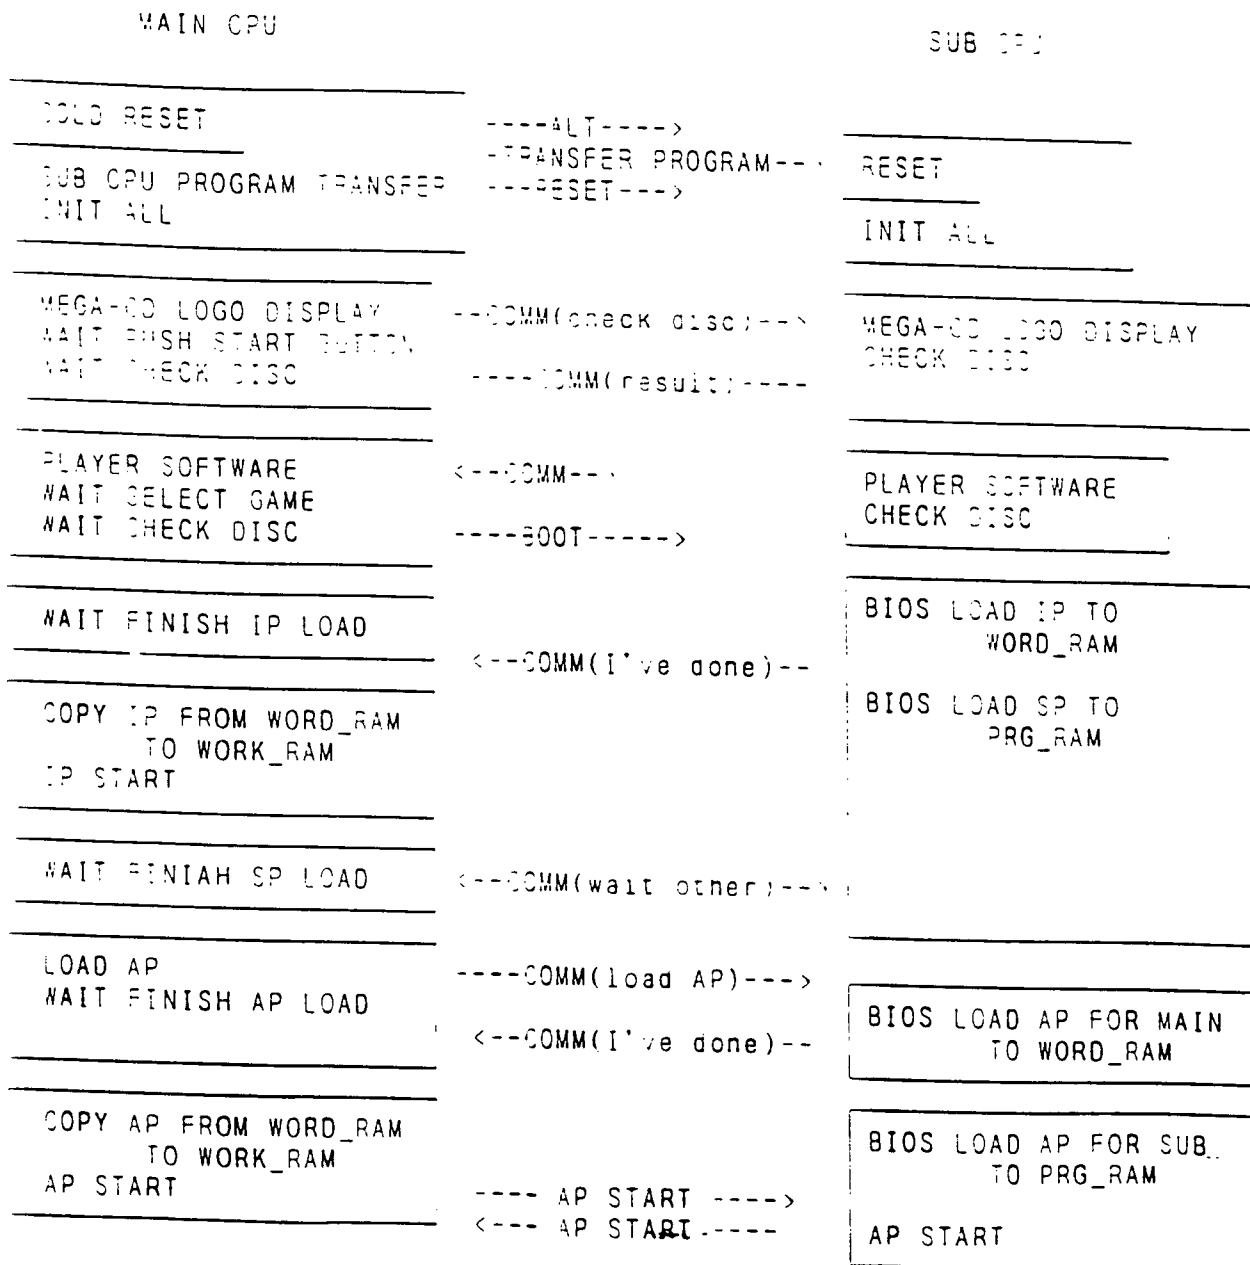 MAIN CPU
SUB CPU
COLD RESET
----ALT---->
-TRANSFER PROGRAM--
SUB CPU PROGRAM TRANSFER
---RESET--->
INIT ALL
RESET
INIT ALL
MEGA-CD LOGO DISPLAY
WAIT PUSH START BUTTON
WAIT CHECK DISC
--COMM(check disc)-->
----COMM(result)----
MEGA-CD LOGO DISPLAY
CHECK DISC
PLAYER SOFTWARE
WAIT SELECT GAME
WAIT CHECK DISC
<--COMM-->
----BOOT----->
PLAYER SOFTWARE
CHECK DISC
WAIT FINISH IP LOAD
<--COMM(I've done)--
BIOS LOAD IP TO
WORD_RAM
BIOS LOAD SP TO
PRG_RAM
COPY IP FROM WORD_RAM
TO WORK_RAM
IP START
WAIT FINIAH SP LOAD
<--COMM(wait other)-->
LOAD AP
WAIT FINISH AP LOAD
----COMM(load AP)--->
<--COMM(I've done)--
BIOS LOAD AP FOR MAIN
TO WORD_RAM
COPY AP FROM WORD_RAM
TO WORK_RAM
AP START
---- AP START ---->
<--- AP START.----
BIOS LOAD AP FOR SUB
TO PRG_RAM
AP START